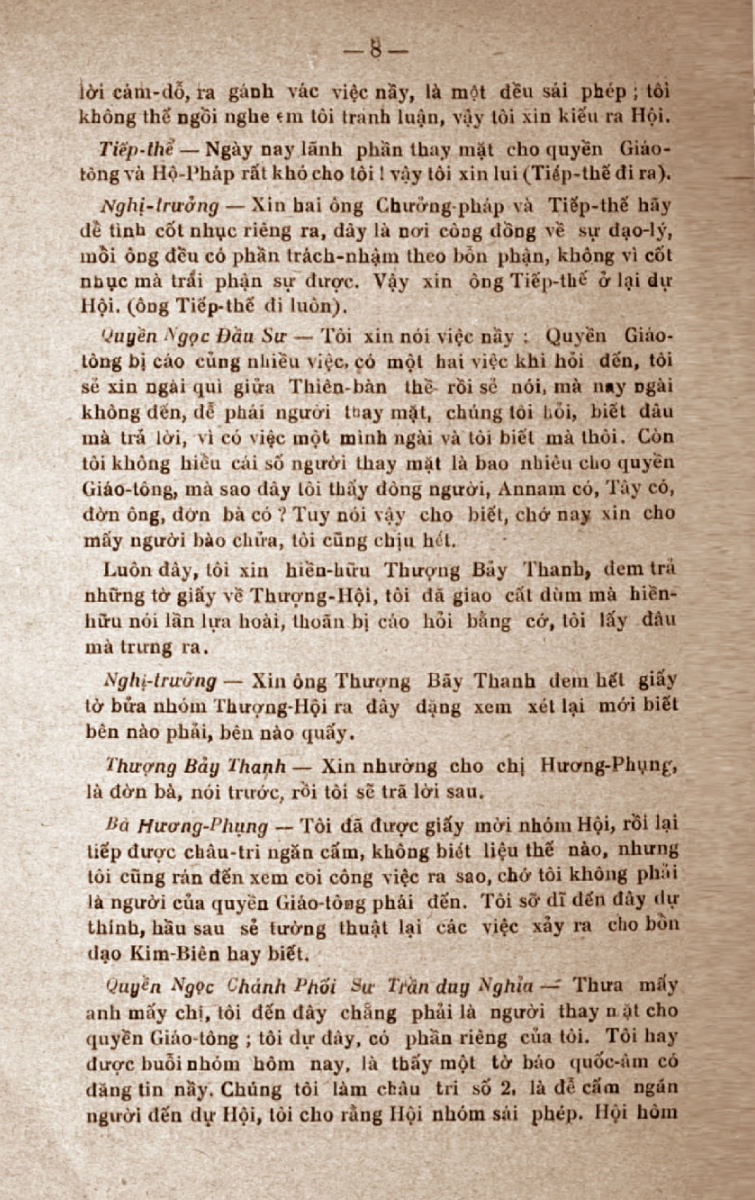 — 8 —
lời cảm-dỗ, ra gánh vác việc nầy, là một đều sái phép ; tôi
không thể ngồi nghe em tôi tranh luận, vậy tôi xin kiếu ra Hội.
Tiếp-thế — Ngày nay lãnh phần thay mặt cho quyền Giáo-
tông và Hộ-Pháp rất khó cho tôi ! vậy tôi xin lui (Tiếp-thế đi ra).
Nghị-trưởng — Xin hai ông Chưởng-pháp và Tiếp-thế hãy
để tình cốt nhục riêng ra, đây là nơi công đồng về sự đạo-lý,
mỗi ông đều có phần trách-nhậm theo bổn phận, không vì cốt
nhục mà trái phận sự được. Vậy xin ông Tiếp-thế ở lại dự
Hội. (ông Tiếp-thế đi luôn).
Quyền Ngọc Đầu Sư — Tôi xin nói việc nầy : Quyền Giáo-
tông bị cáo củng nhiều việc, có một hai việc khi hỏi đến, tôi
sẻ xin ngài quì giửa Thiên-bàn thề rồi sẻ nói, mà nay ngài
không đến, để phái người thay mặt, chúng tôi hỏi, biết đâu
mà trả lời, vì có việc một mình ngài và tôi biết mà thôi. Còn
tôi không hiểu cái số người thay mặt là bao nhiêu cho quyền
Giáo-tông, mà sao đây tôi thấy đông người, Annam có, Tây có,
đờn ông, đờn bà có ? Tuy nói vậy cho biết, chớ nay xin cho
mấy người bào chửa, tôi cũng chịu hết.
Luôn đây, tôi xin hiền-hữu Thượng Bảy Thanh, đem trả
những tờ giấy về Thượng-Hội, tôi đã giao cất dùm mà hiền-
hữu nói lần lựa hoài, thoãn bị cáo hỏi bằng cớ, tôi lấy đâu
mà trưng ra.
Nghị-trưởng — Xin ông Thượng Bãy Thanh đem hết giấy
tờ bửa nhóm Thượng-Hội ra đây đặng xem xét lại mới biết
bên nào phải, bên nào quấy.
Thượng Bảy Thanh — Xin nhường cho chị Hương-Phụng,
là đờn bà, nói trước, rồi tôi sẽ trã lời sau.
Bà Hương-Phụng — Tôi đã được giấy mời nhóm Hội, rồi lại
tiếp được châu-tri ngăn cấm, không biết liệu thế nào, nhưng
tôi cũng rán đến xem coi công việc ra sao, chớ tôi không phải
là người của quyền Giáo-tông phái đến. Tôi sỡ dĩ đến đây dự
thính, hầu sau sẻ tường thuật lại các việc xảy ra cho bổn
đạo Kim-Biên hay biết.
Quyền Ngọc Chánh Phối Sư Trần duy Nghĩa — Thưa mấy
anh mấy chị, tôi đến đây chẳng phải là người thay mặt cho
quyền Giáo-tông ; tôi dự đây, có phần riêng của tôi. Tôi hay
được buổi nhóm hôm nay, là thấy một tờ báo quốc-âm có
đăng tin nầy. Chúng tôi làm châu tri số 2, là để cấm ngăn
người đến dự Hội, tôi cho rằng Hội nhóm sái phép. Hội hôm